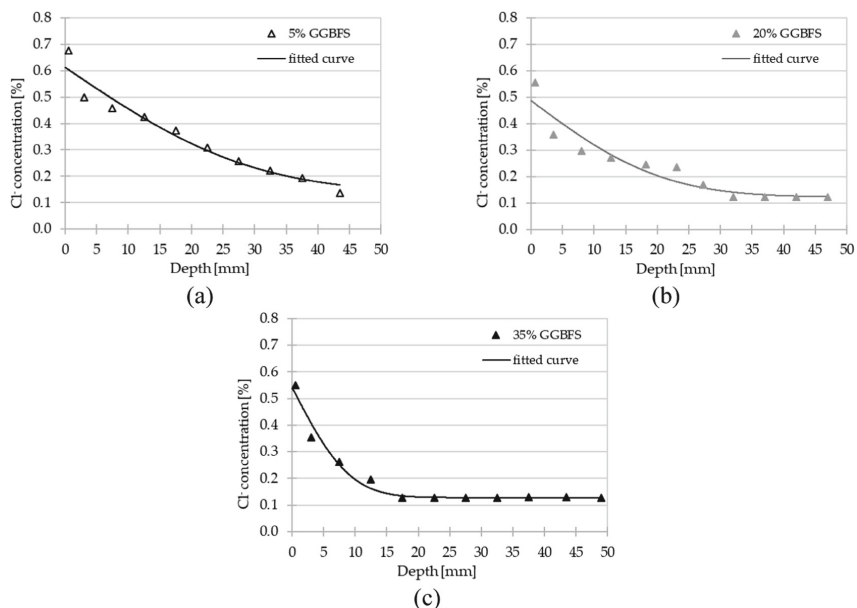 0.8
0.7
0.6
0.5
0.4
0.3
0.2
0.1
0.0
Cl⁻ concentration [%]
5% GGBFS
fitted curve
0 5 10 15 20 25 30 35 40 45 50
Depth [mm]
(a)
0.8
0.7
0.6
0.5
0.4
0.3
0.2
0.1
0.0
Cl⁻ concentration [%]
20% GGBFS
fitted curve
0 5 10 15 20 25 30 35 40 45 50
Depth [mm]
(b)
0.8
0.7
0.6
0.5
0.4
0.3
0.2
0.1
0.0
Cl⁻ concentration [%]
35% GGBFS
fitted curve
0 5 10 15 20 25 30 35 40 45 50
Depth [mm]
(c)